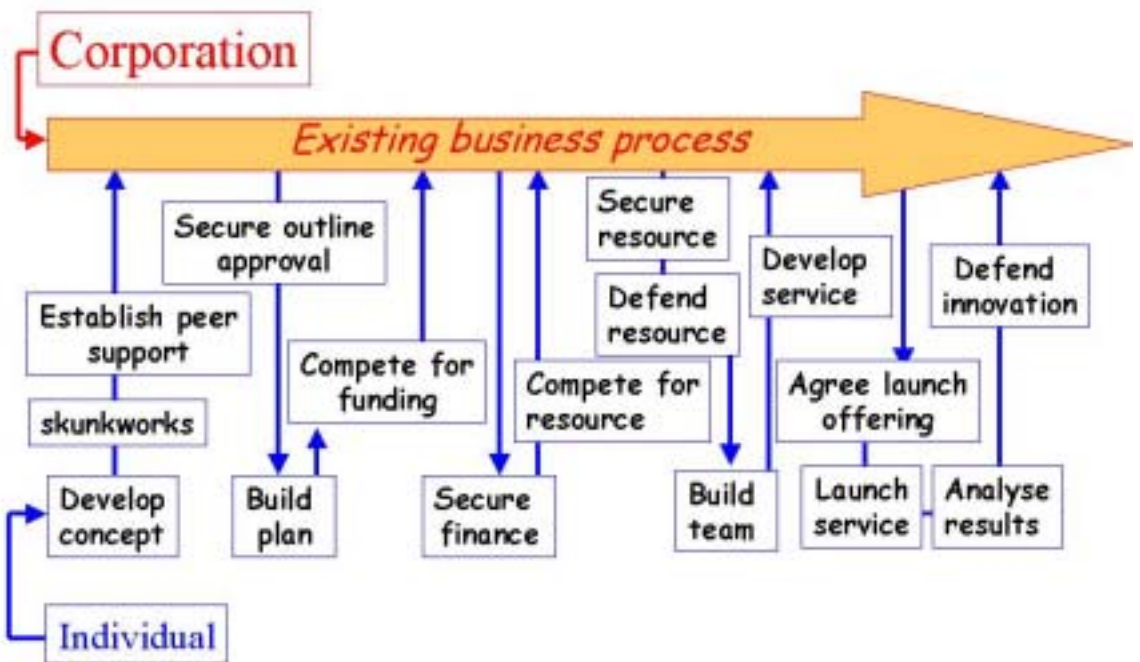 Corporation
Existing business process
Secure outline
approval
Establish peer
support
skunkworks
Develop
concept
Individual
Build
plan
Compete for
funding
Secure
finance
Compete for
resource
Secure
resource
Defend
resource
Build
team
Develop
service
Agree launch
offering
Launch
service
Analyse
results
Defend
innovation